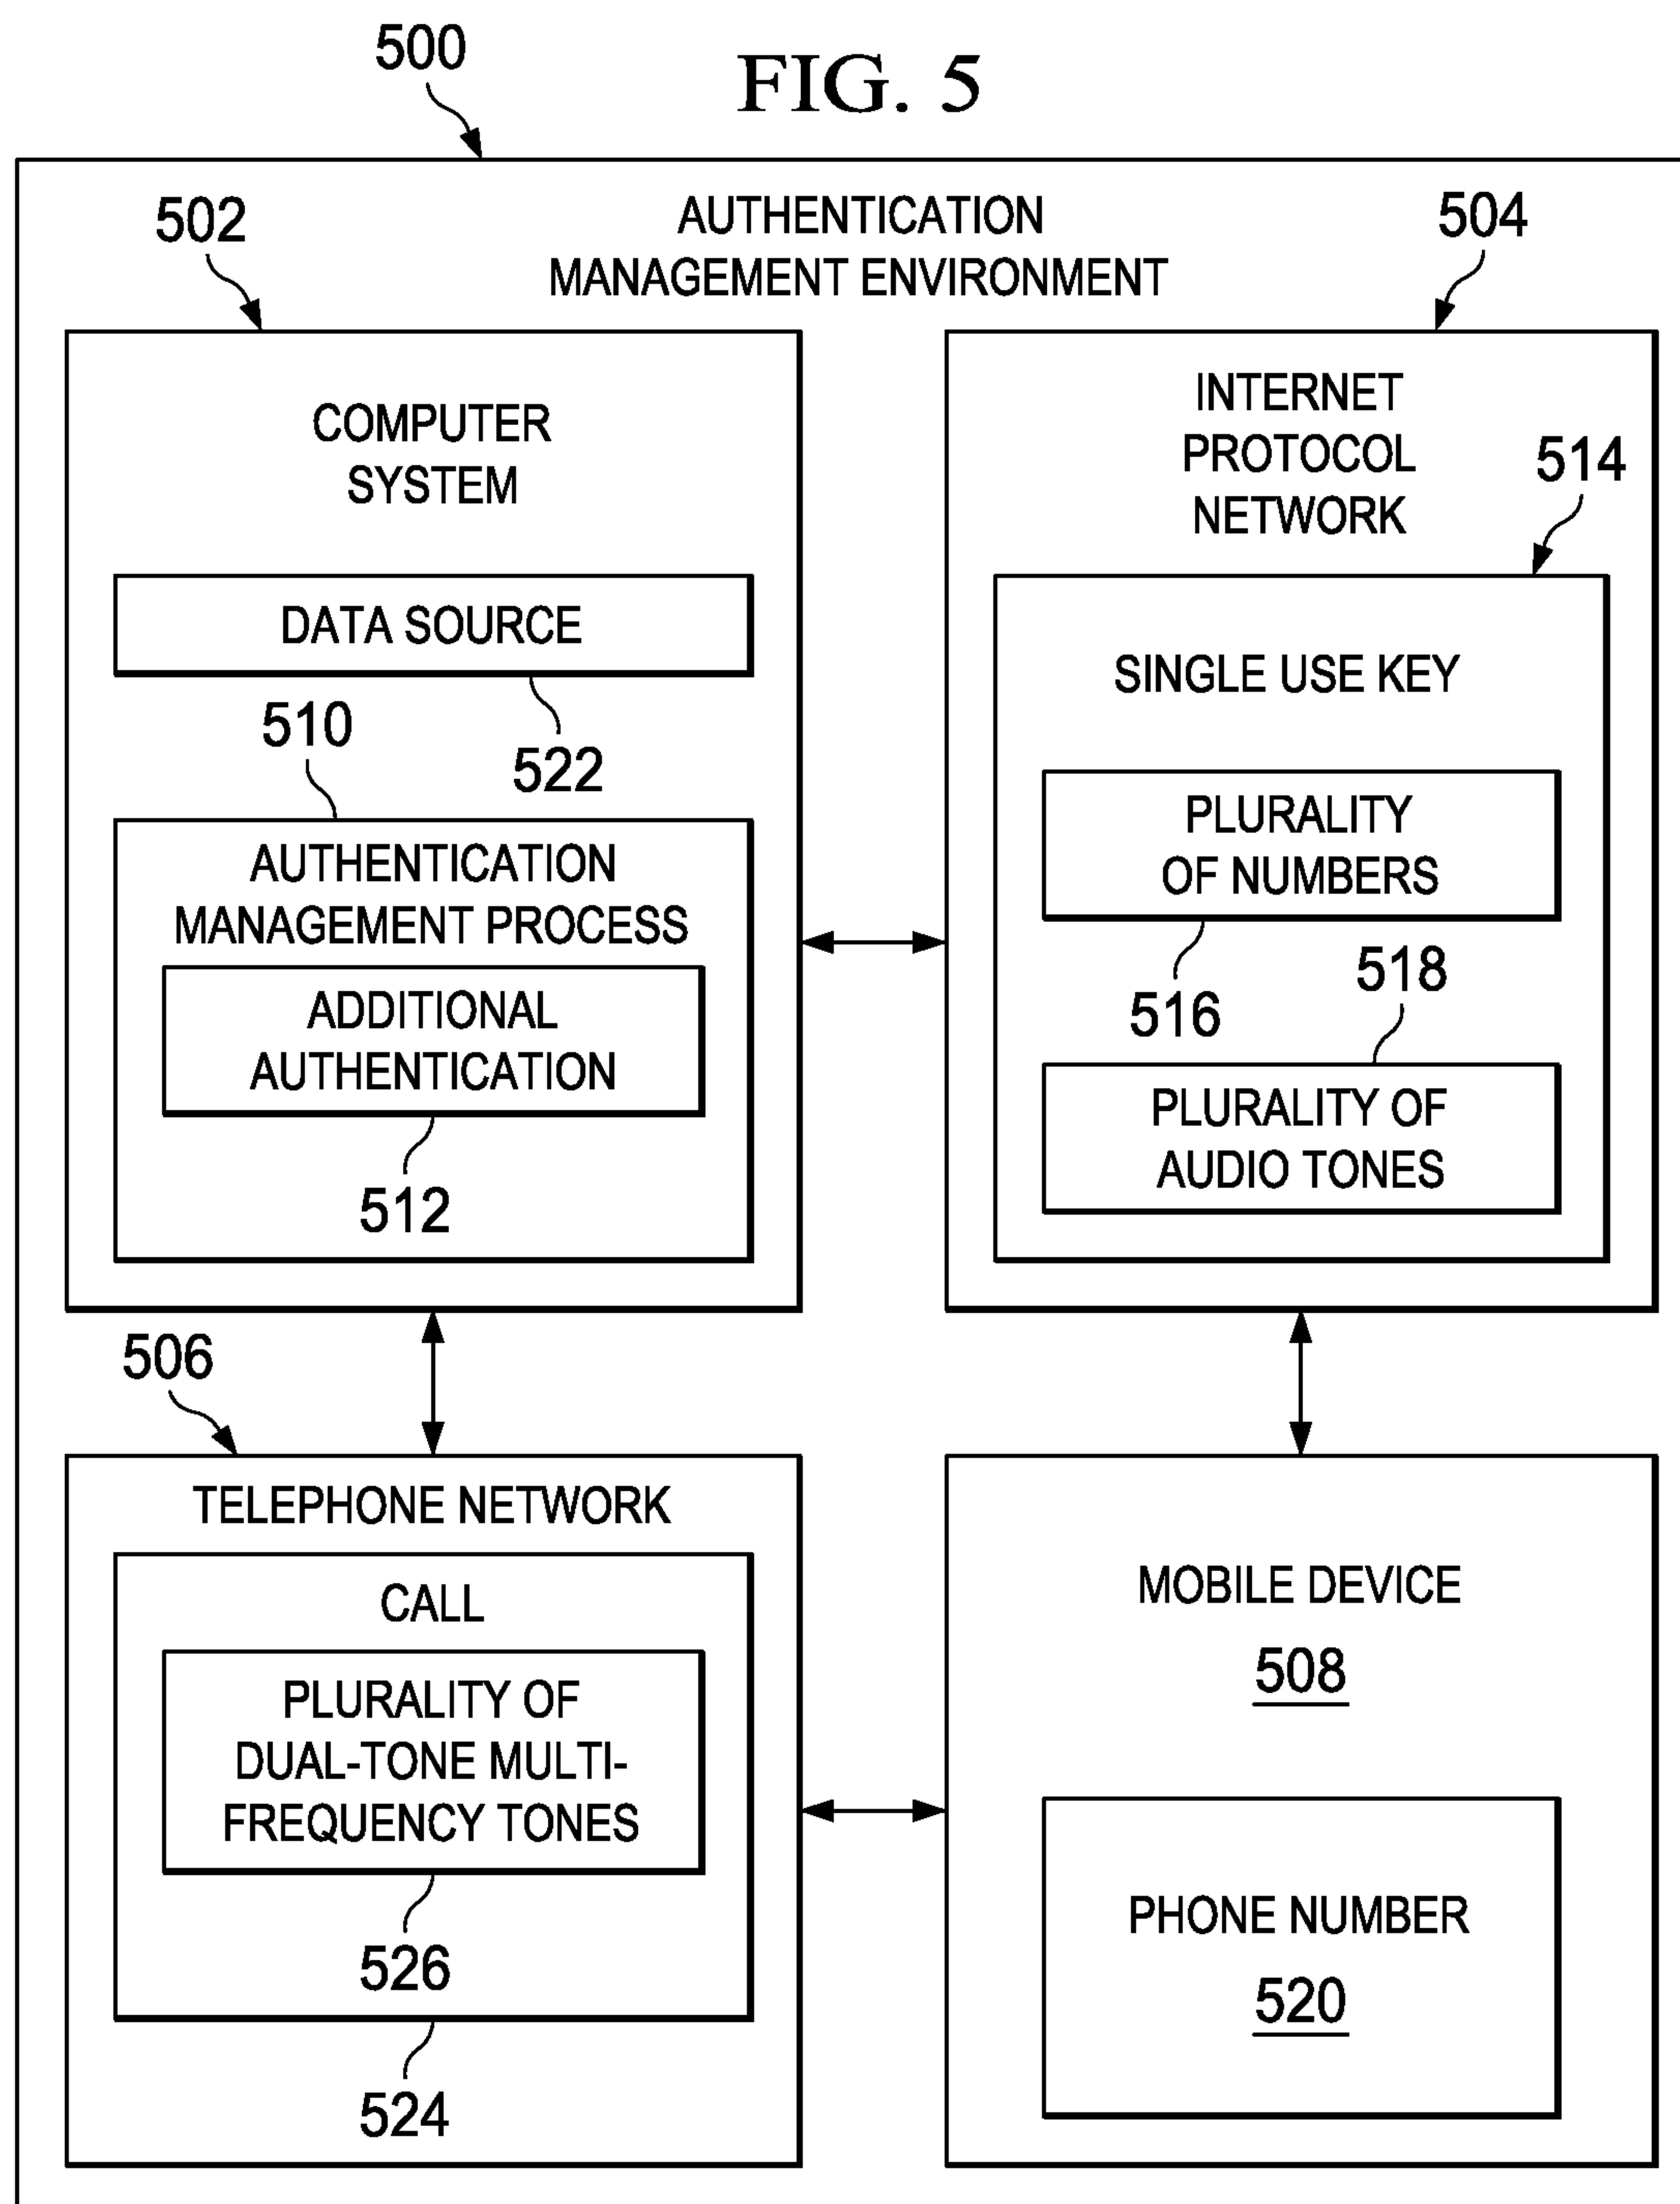 500
FIG. 5
AUTHENTICATION
MANAGEMENT ENVIRONMENT
502
504
COMPUTER
SYSTEM
DATA SOURCE
522
510
AUTHENTICATION
MANAGEMENT PROCESS
ADDITIONAL
AUTHENTICATION
512
INTERNET
PROTOCOL
NETWORK
514
SINGLE USE KEY
PLURALITY
OF NUMBERS
516
518
PLURALITY OF
AUDIO TONES
506
TELEPHONE NETWORK
CALL
PLURALITY OF
DUAL-TONE MULTI-
FREQUENCY TONES
526
524
MOBILE DEVICE
508
PHONE NUMBER
520